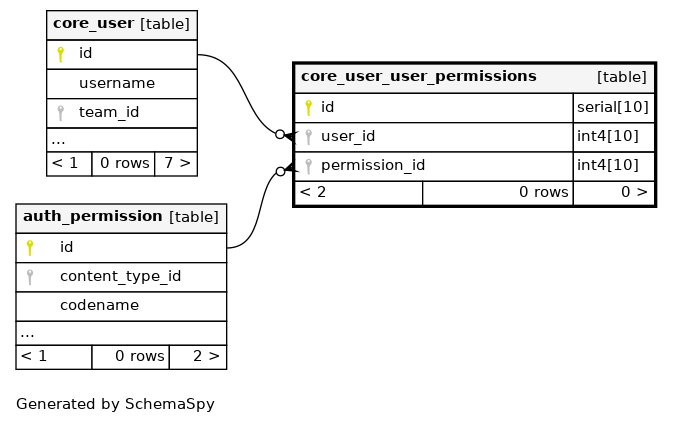 core_user [table]
id
username
team_id
...
< 1 0 rows 7 >
core_user_user_permissions [table]
id serial[10]
user_id int4[10]
permission_id int4[10]
< 2 0 rows 0 >
auth_permission [table]
id
content_type_id
codename
...
< 1 0 rows 2 >
Generated by SchemaSpy